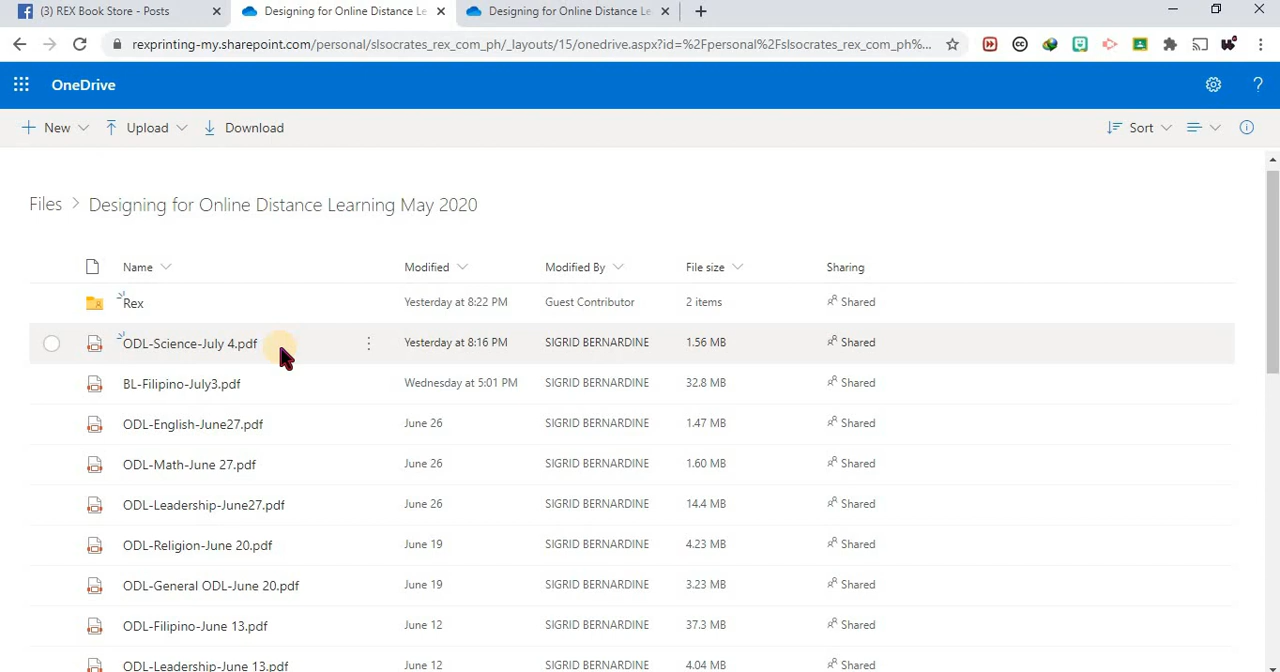 (3) REX Book Store - Posts
Designing for Online Distance Le
Designing for Online Distance Le
rexprinting-my.sharepoint.com/personal/slsocrates_rex_com_ph/_layouts/15/onedrive.aspx?id=%2Fpersonal%2Fslsocrates_rex_com_ph%...
OneDrive
New Upload Download Sort
Files > Designing for Online Distance Learning May 2020
Name Modified Modified By File size Sharing
Rex Yesterday at 8:22 PM Guest Contributor 2 items Shared
ODL-Science-July 4.pdf Yesterday at 8:16 PM SIGRID BERNARDINE 1.56 MB Shared
BL-Filipino-July3.pdf Wednesday at 5:01 PM SIGRID BERNARDINE 32.8 MB Shared
ODL-English-June27.pdf June 26 SIGRID BERNARDINE 1.47 MB Shared
ODL-Math-June 27.pdf June 26 SIGRID BERNARDINE 1.60 MB Shared
ODL-Leadership-June27.pdf June 26 SIGRID BERNARDINE 14.4 MB Shared
ODL-Religion-June 20.pdf June 19 SIGRID BERNARDINE 4.23 MB Shared
ODL-General ODL-June 20.pdf June 19 SIGRID BERNARDINE 3.23 MB Shared
ODL-Filipino-June 13.pdf June 12 SIGRID BERNARDINE 37.3 MB Shared
ODL-Leadership-June 13.pdf June 12 SIGRID BERNARDINE 4.04 MB Shared